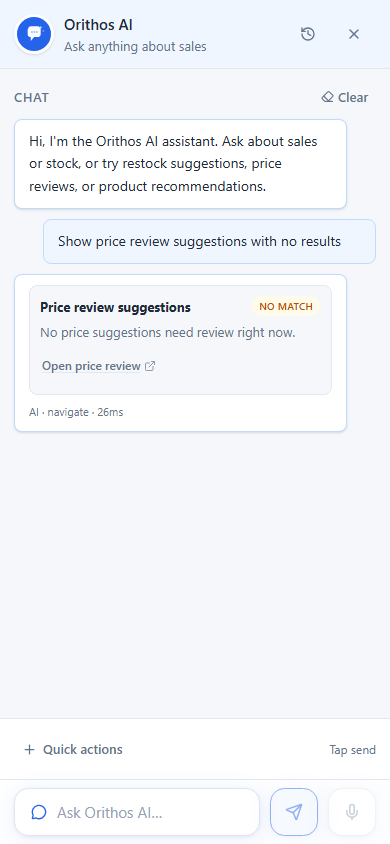 Orithos AI
Ask anything about sales
CHAT
Clear
Hi, I'm the Orithos AI assistant. Ask about sales
or stock, or try restock suggestions, price
reviews, or product recommendations.
Show price review suggestions with no results
Price review suggestions
NO MATCH
No price suggestions need review right now.
Open price review
AI · navigate · 26ms
Quick actions
Tap send
Ask Orithos AI...